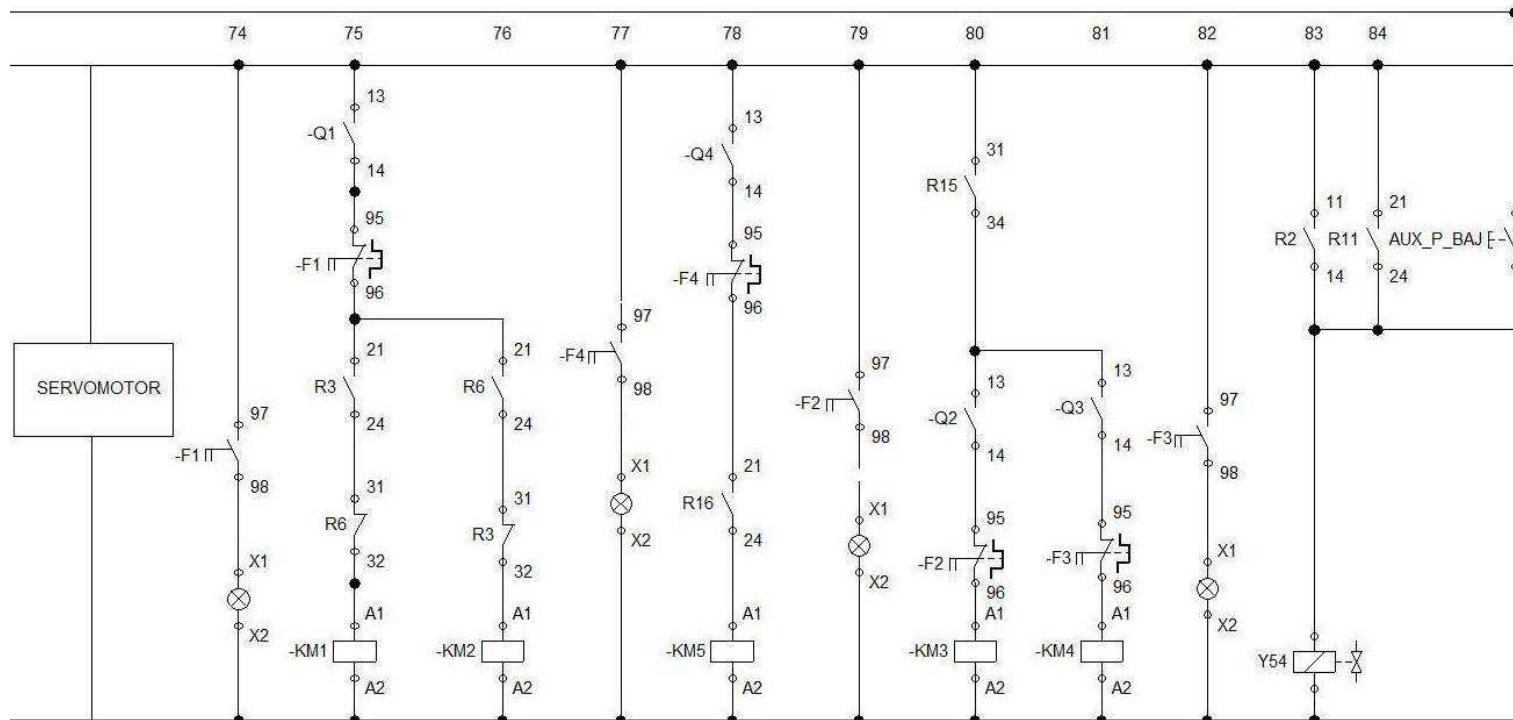 74 75 76 77 78 79 80 81 82 83 84
13
-Q1
14
95
-F1
96
21
R3
24
31
R6
32
A1
-KM1
A2
21
R6
24
31
R3
32
A1
-KM2
A2
SERVOMOTOR
97
-F1
98
X1
X2
97
-F4
98
X1
X2
13
-Q4
14
95
-F4
96
21
R16
24
A1
-KM5
A2
97
-F2
98
X1
X2
31
R15
34
13
-Q2
14
95
-F2
96
A1
-KM3
A2
13
-Q3
14
95
-F3
96
A1
-KM4
A2
97
-F3
98
X1
X2
11
R2
14
21
R11
24
AUX_P_BAJ
Y54